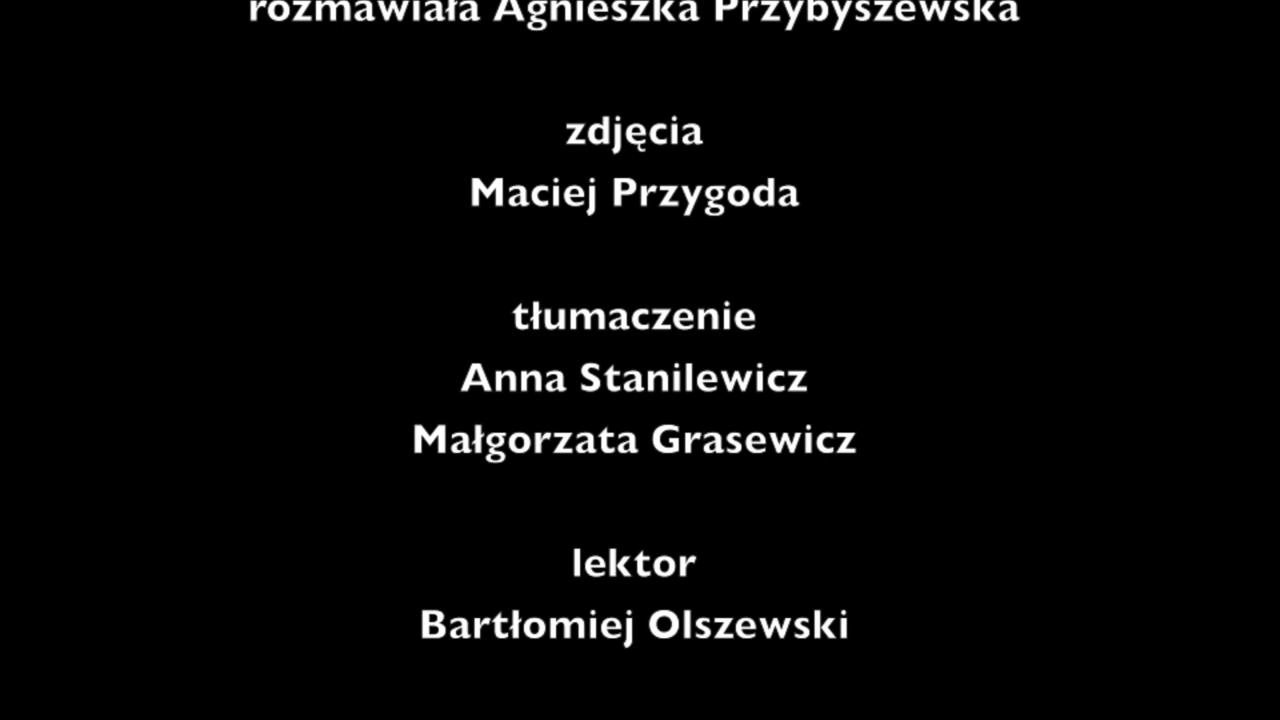 rozmawiała Agnieszka Przybyszewska
zdjęcia
Maciej Przygoda
tłumaczenie
Anna Stanilewicz
Małgorzata Grasewicz
lektor
Bartłomiej Olszewski